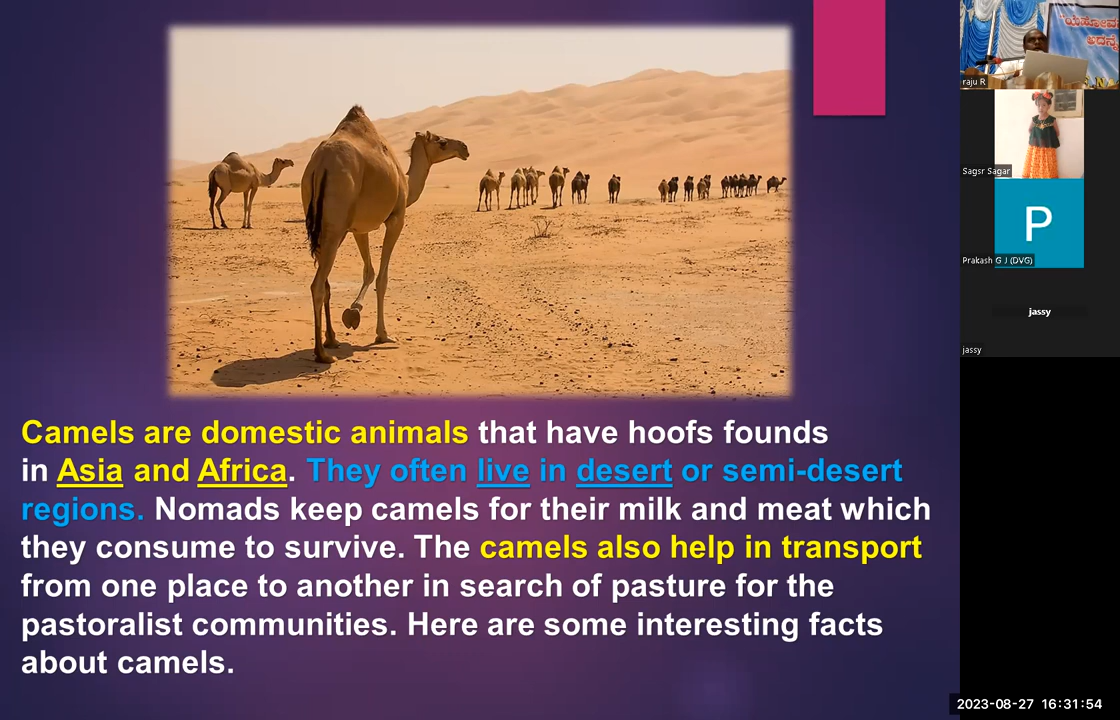 Camels are domestic animals that have hoofs founds
in Asia and Africa. They often live in desert or semi-desert
regions. Nomads keep camels for their milk and meat which
they consume to survive. The camels also help in transport
from one place to another in search of pasture for the
pastoralist communities. Here are some interesting facts
about camels.
raju R
Sagsr Sagar
P
Prakash G J (DVG)
jassy
jassy
2023-08-27 16:31:54